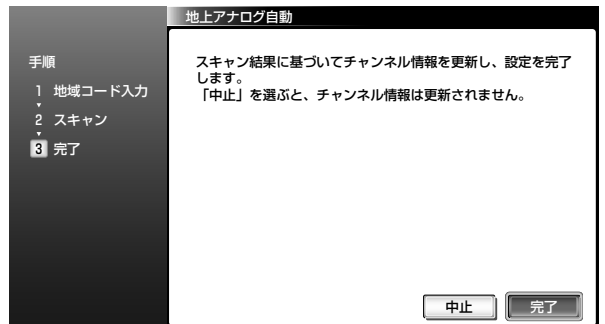 地上アナログ自動
手順
1 地域コード入力
2 スキャン
3 完了
スキャン結果に基づいてチャンネル情報を更新し、設定を完了
します。
「中止」を選ぶと、チャンネル情報は更新されません。
中止
完了